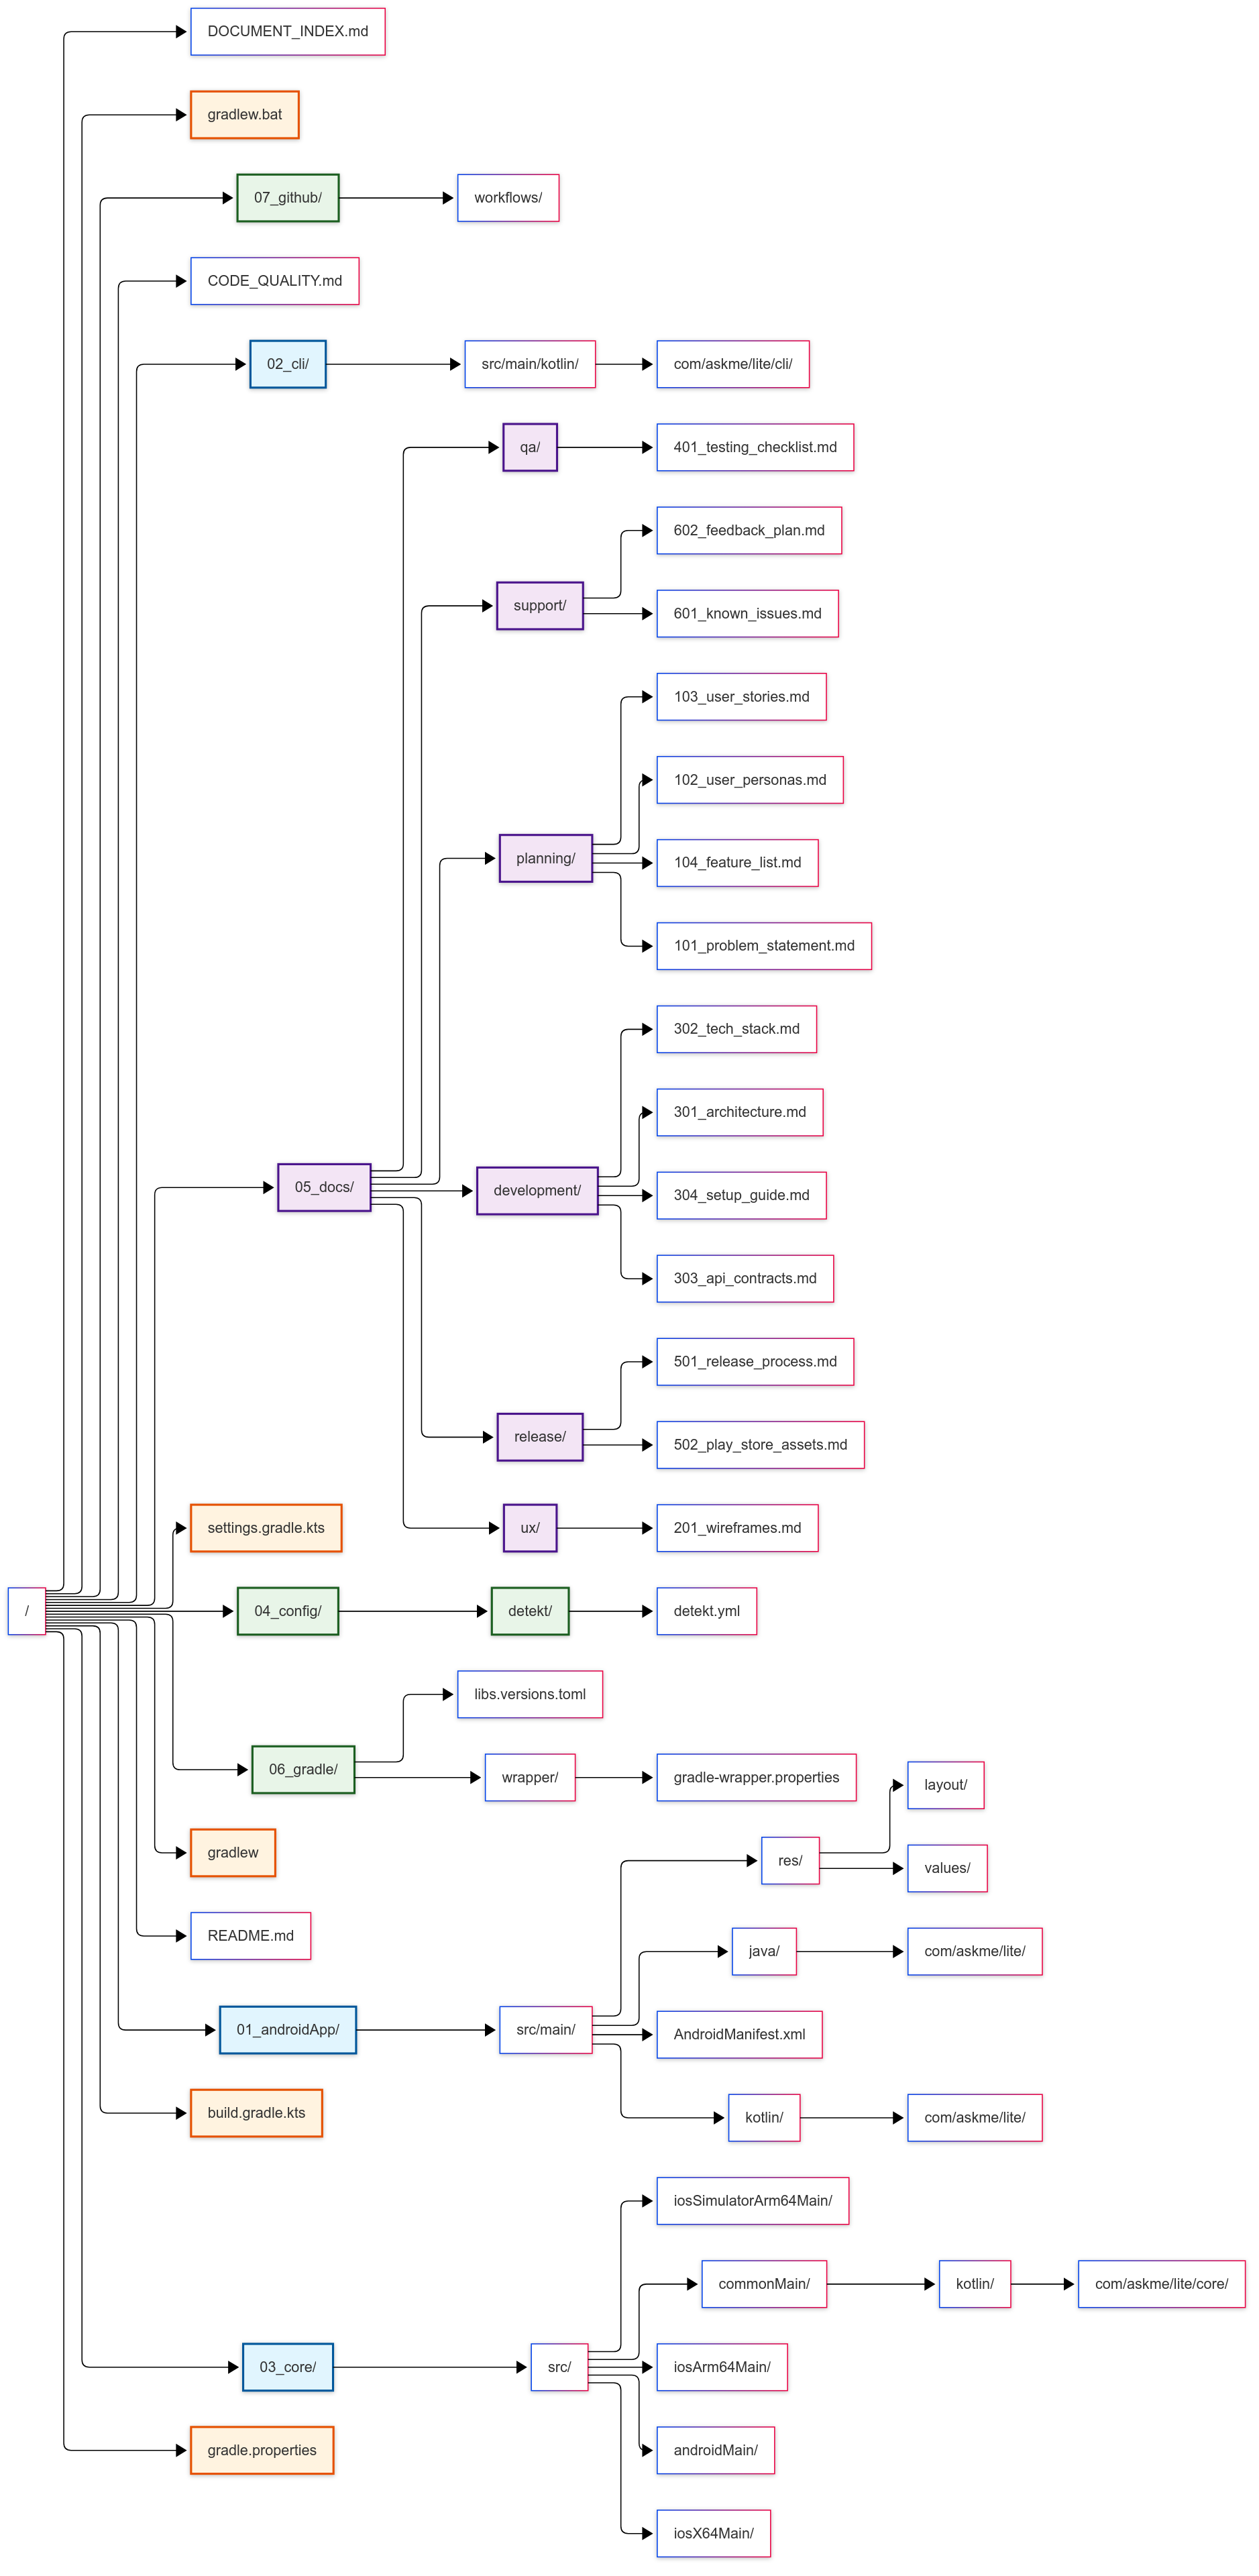 DOCUMENT_INDEX.md
gradlew.bat
07_github/
workflows/
CODE_QUALITY.md
02_cli/
src/main/kotlin/
com/askme/lite/cli/
qa/
401_testing_checklist.md
602_feedback_plan.md
support/
601_known_issues.md
103_user_stories.md
102_user_personas.md
planning/
104_feature_list.md
101_problem_statement.md
302_tech_stack.md
301_architecture.md
05_docs/
development/
304_setup_guide.md
303_api_contracts.md
501_release_process.md
release/
502_play_store_assets.md
settings.gradle.kts
ux/
201_wireframes.md
/
04_config/
detekt/
detekt.yml
libs.versions.toml
06_gradle/
wrapper/
gradle-wrapper.properties
layout/
gradlew
res/
values/
README.md
java/
com/askme/lite/
01_androidApp/
src/main/
AndroidManifest.xml
build.gradle.kts
kotlin/
com/askme/lite/
iosSimulatorArm64Main/
commonMain/
kotlin/
com/askme/lite/core/
03_core/
src/
iosArm64Main/
gradle.properties
androidMain/
iosX64Main/